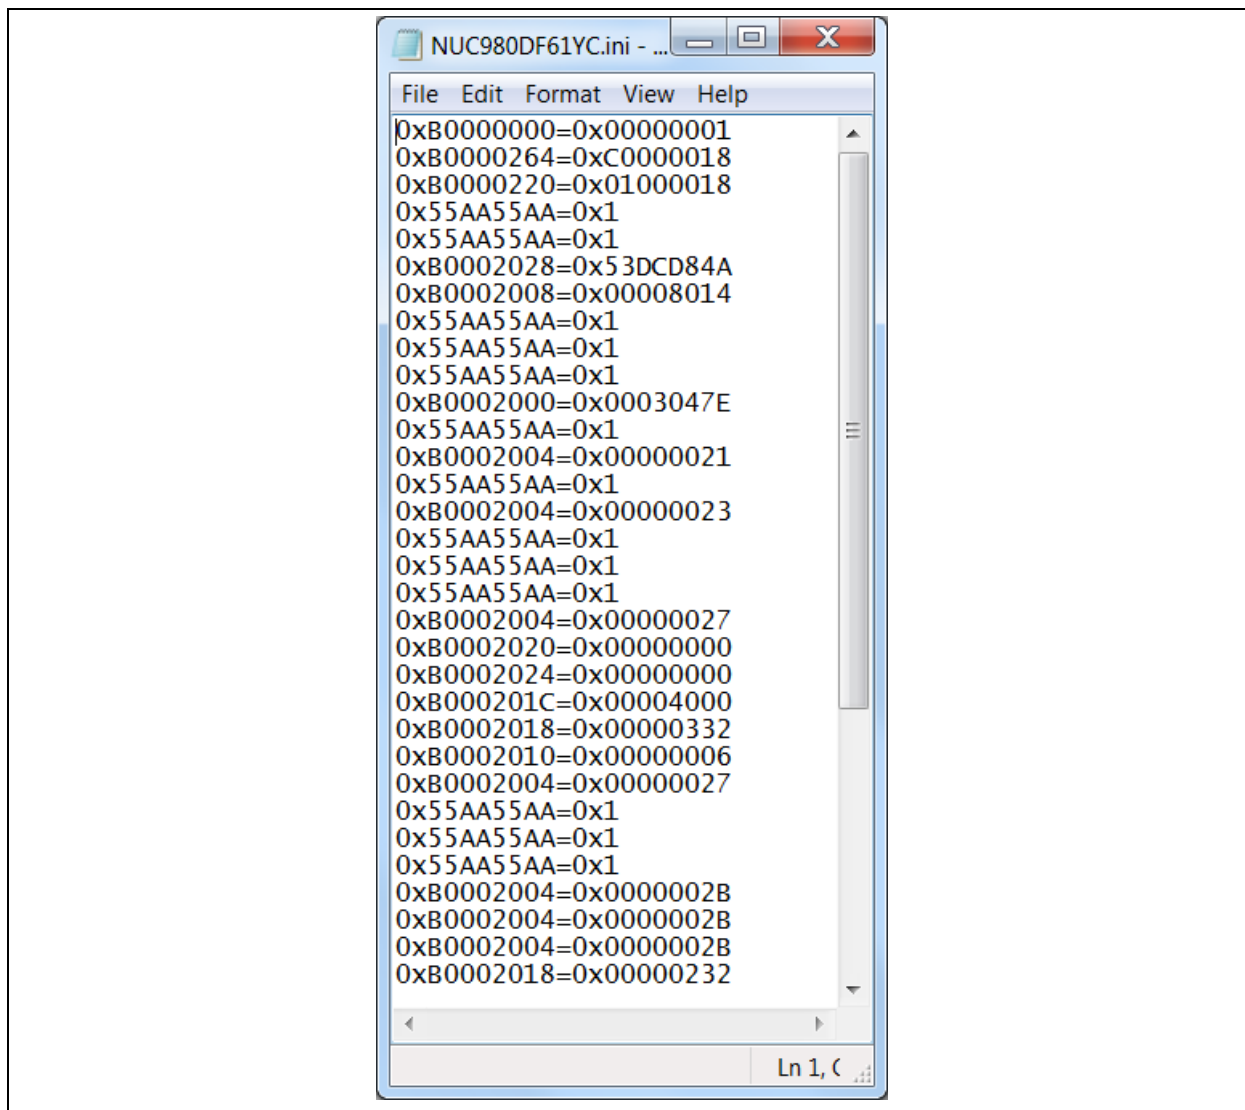 NUC980DF61YC.ini - ...
File Edit Format View Help
0xB0000000=0x00000001
0xB0000264=0xC0000018
0xB0000220=0x01000018
0x55AA55AA=0x1
0x55AA55AA=0x1
0xB0002028=0x53DCD84A
0xB0002008=0x00008014
0x55AA55AA=0x1
0x55AA55AA=0x1
0x55AA55AA=0x1
0xB0002000=0x0003047E
0x55AA55AA=0x1
0xB0002004=0x00000021
0x55AA55AA=0x1
0xB0002004=0x00000023
0x55AA55AA=0x1
0x55AA55AA=0x1
0x55AA55AA=0x1
0xB0002004=0x00000027
0xB0002020=0x00000000
0xB0002024=0x00000000
0xB000201C=0x00004000
0xB0002018=0x00000332
0xB0002010=0x00000006
0xB0002004=0x00000027
0x55AA55AA=0x1
0x55AA55AA=0x1
0x55AA55AA=0x1
0xB0002004=0x0000002B
0xB0002004=0x0000002B
0xB0002004=0x0000002B
0xB0002018=0x00000232
Ln 1, C